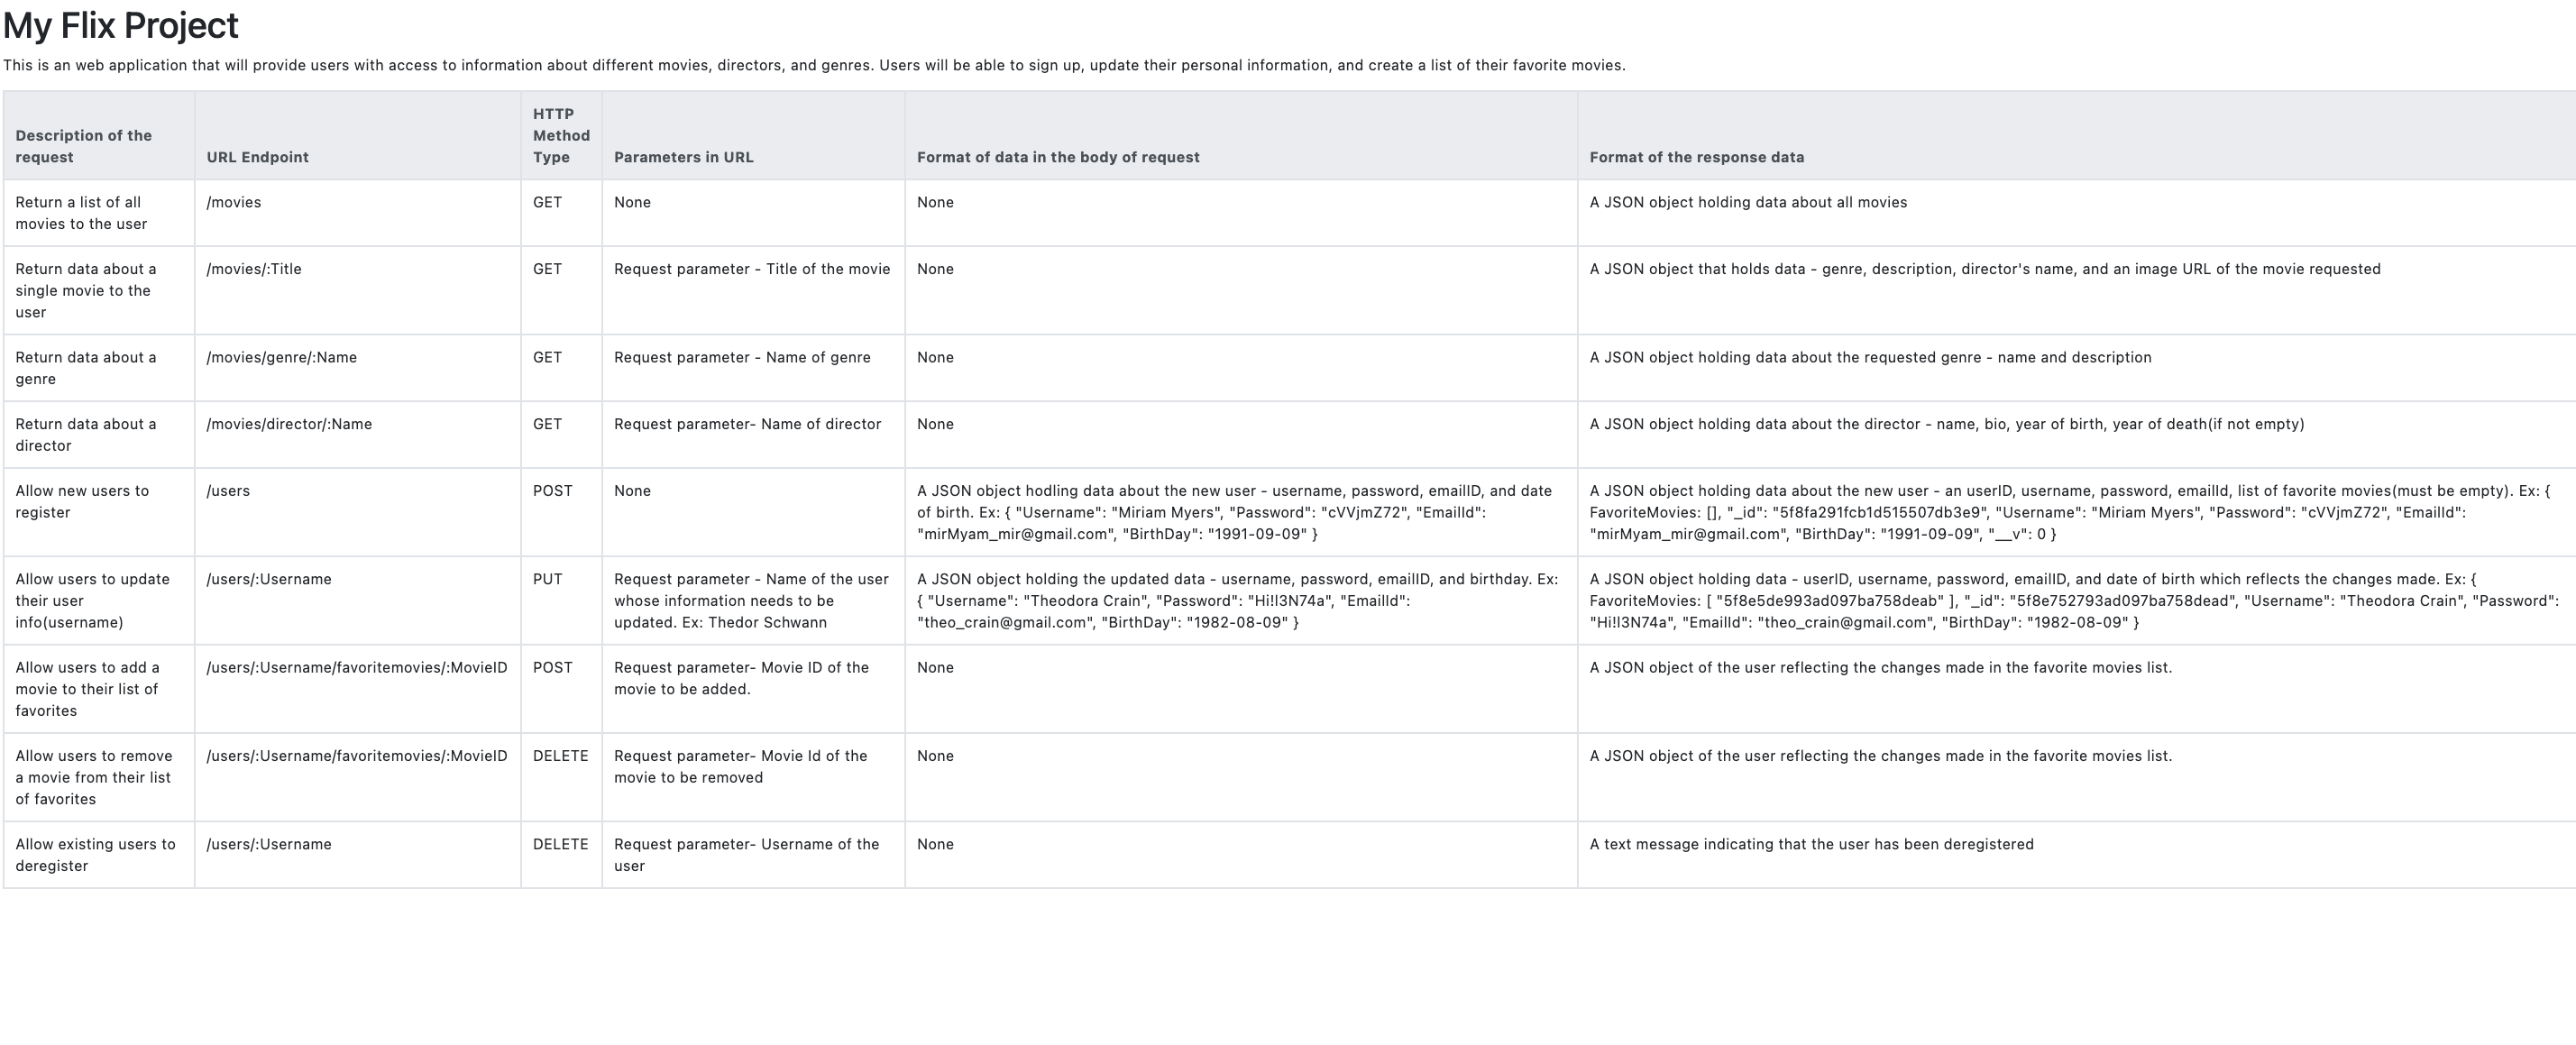 My Flix Project
This is an web application that will provide users with access to information about different movies, directors, and genres. Users will be able to sign up, update their personal information, and create a list of their favorite movies.
Description of the
request
URL Endpoint
HTTP
Method
Type
Parameters in URL
Format of data in the body of request
Format of the response data
Return a list of all
movies to the user
/movies
GET
None
None
A JSON object holding data about all movies
Return data about a
single movie to the
user
/movies/:Title
GET
Request parameter - Title of the movie
None
A JSON object that holds data - genre, description, director's name, and an image URL of the movie requested
Return data about a
genre
/movies/genre/:Name
GET
Request parameter - Name of genre
None
A JSON object holding data about the requested genre - name and description
Return data about a
director
/movies/director/:Name
GET
Request parameter- Name of director
None
A JSON object holding data about the director - name, bio, year of birth, year of death(if not empty)
Allow new users to
register
/users
POST
None
A JSON object hodling data about the new user - username, password, emailID, and date
of birth. Ex: { "Username": "Miriam Myers", "Password": "cVVjmZ72", "EmailId":
"mirMyam_mir@gmail.com", "BirthDay": "1991-09-09" }
A JSON object holding data about the new user - an userID, username, password, emailId, list of favorite movies(must be empty). Ex: {
FavoriteMovies: [], "_id": "5f8fa291fcb1d515507db3e9", "Username": "Miriam Myers", "Password": "cVVjmZ72", "EmailId":
"mirMyam_mir@gmail.com", "BirthDay": "1991-09-09", "__v": 0 }
Allow users to update
their user
info(username)
/users/:Username
PUT
Request parameter - Name of the user
whose information needs to be
updated. Ex: Thedor Schwann
A JSON object holding the updated data - username, password, emailID, and birthday. Ex:
{ "Username": "Theodora Crain", "Password": "Hi!I3N74a", "EmailId":
"theo_crain@gmail.com", "BirthDay": "1982-08-09" }
A JSON object holding data - userID, username, password, emailID, and date of birth which reflects the changes made. Ex: {
FavoriteMovies: [ "5f8e5de993ad097ba758deab" ], "_id": "5f8e752793ad097ba758dead", "Username": "Theodora Crain", "Password":
"Hi!I3N74a", "EmailId": "theo_crain@gmail.com", "BirthDay": "1982-08-09" }
Allow users to add a
movie to their list of
favorites
/users/:Username/favoritemovies/:MovieID
POST
Request parameter- Movie ID of the
movie to be added.
None
A JSON object of the user reflecting the changes made in the favorite movies list.
Allow users to remove
a movie from their list
of favorites
/users/:Username/favoritemovies/:MovieID
DELETE
Request parameter- Movie Id of the
movie to be removed
None
A JSON object of the user reflecting the changes made in the favorite movies list.
Allow existing users to
deregister
/users/:Username
DELETE
Request parameter- Username of the
user
None
A text message indicating that the user has been deregistered